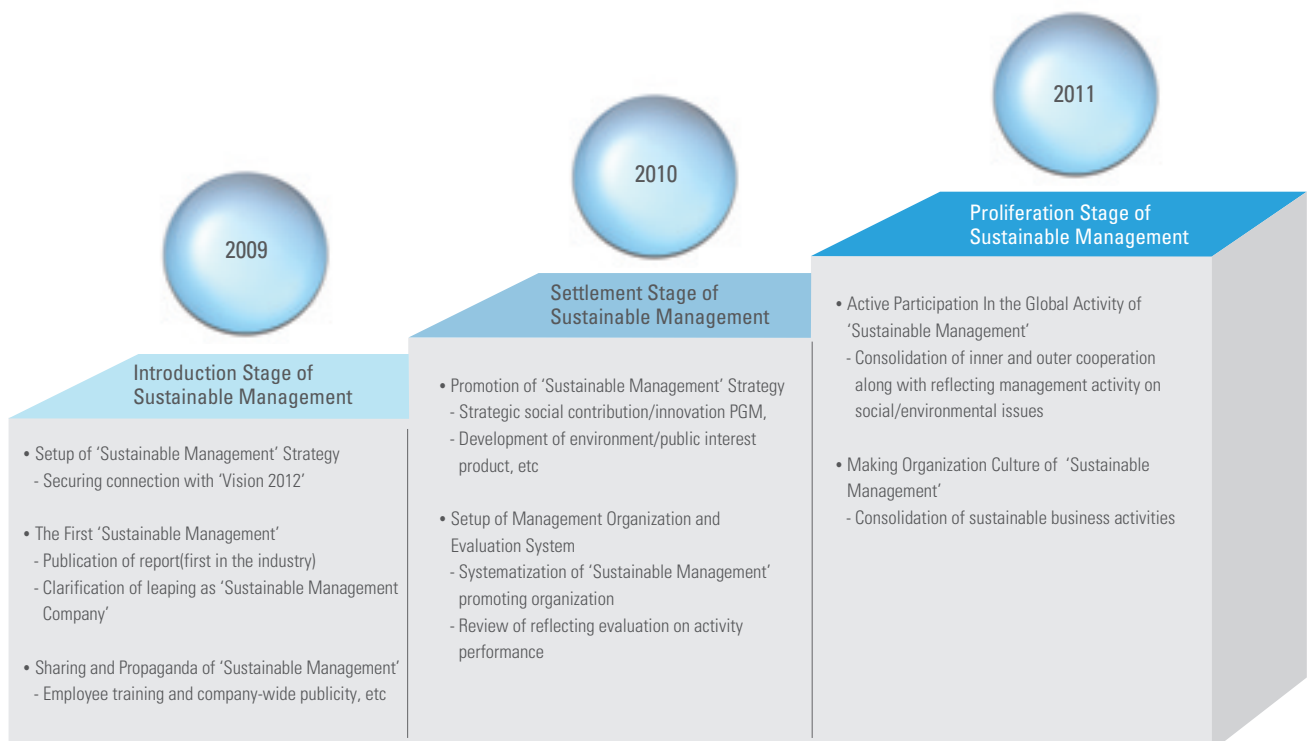 2009
Introduction Stage of
Sustainable Management
• Setup of ‘Sustainable Management’ Strategy
- Securing connection with ‘Vision 2012’
• The First ‘Sustainable Management’
- Publication of report(first in the industry)
- Clarification of leaping as ‘Sustainable Management
Company’
• Sharing and Propaganda of ‘Sustainable Management’
- Employee training and company-wide publicity, etc
2010
Settlement Stage of
Sustainable Management
• Promotion of ‘Sustainable Management’ Strategy
- Strategic social contribution/innovation PGM,
- Development of environment/public interest
product, etc
• Setup of Management Organization and
Evaluation System
- Systematization of ‘Sustainable Management’
promoting organization
- Review of reflecting evaluation on activity
performance
2011
Proliferation Stage of
Sustainable Management
• Active Participation In the Global Activity of
‘Sustainable Management’
- Consolidation of inner and outer cooperation
along with reflecting management activity on
social/environmental issues
• Making Organization Culture of ‘Sustainable
Management’
- Consolidation of sustainable business activities